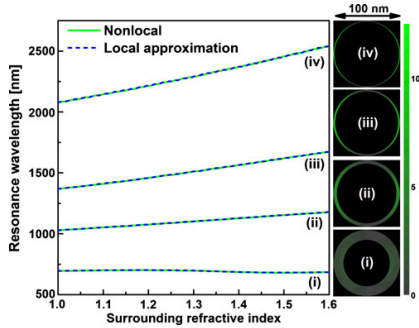 Nonlocal
Local approximation
Resonance wavelength [nm]
2500
2000
1500
1000
500
1.0 1.1 1.2 1.3 1.4 1.5 1.6
Surrounding refractive index
(iv)
(iii)
(ii)
(i)
100 nm
(iv)
(iii)
(ii)
(i)
10
5
0